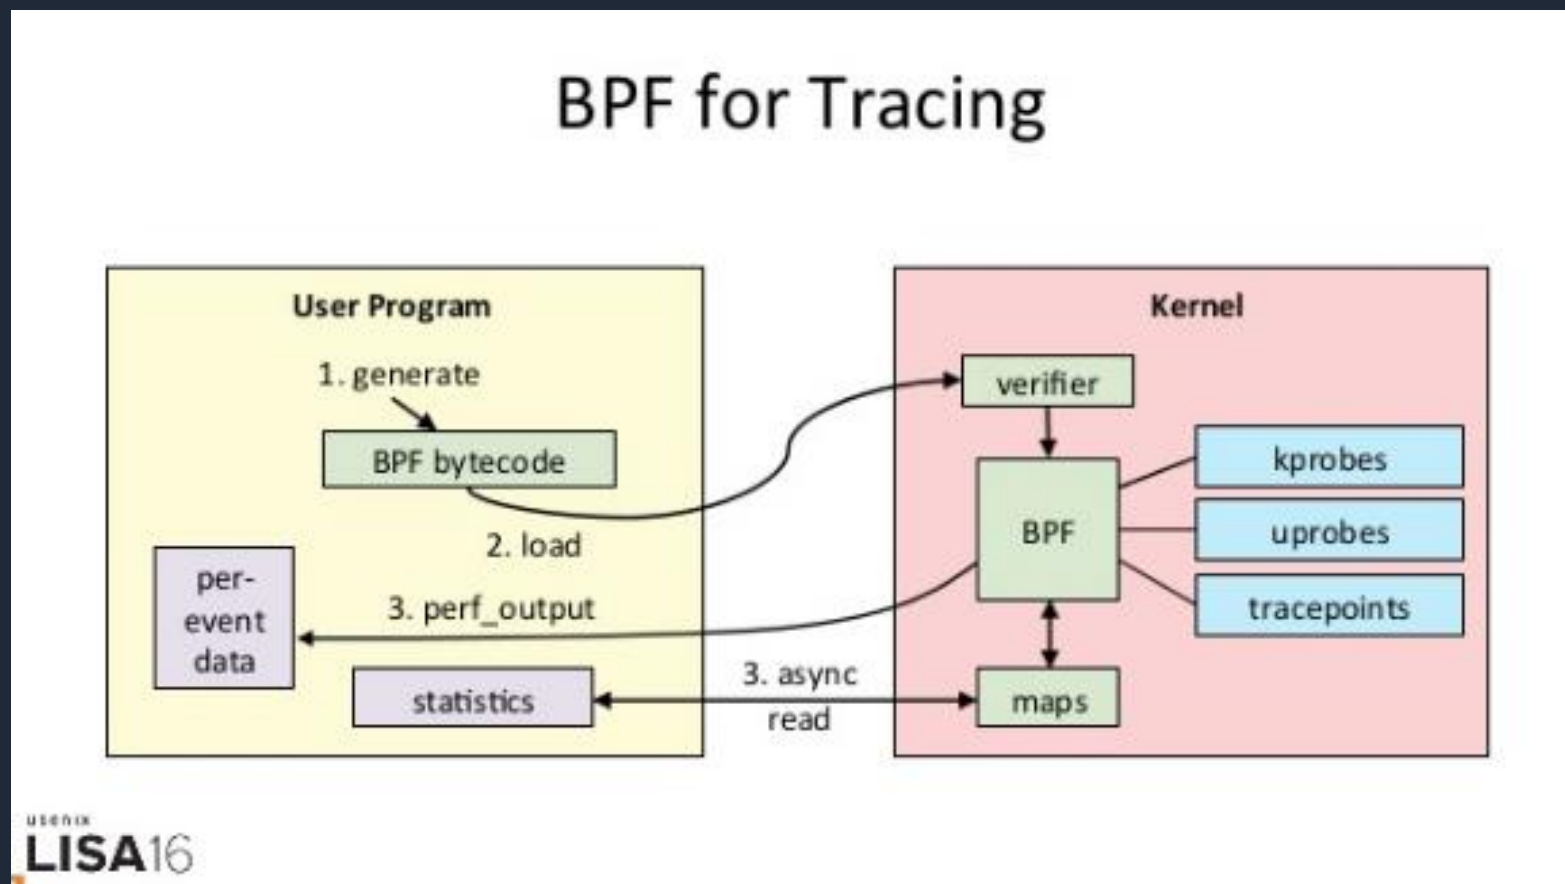 BPF for Tracing
User Program
1. generate
BPF bytecode
2. load
per-
event
data
3. perf_output
statistics
3. async
read
Kernel
verifier
BPF
kprobes
uprobes
tracepoints
maps
usenix
LISA16